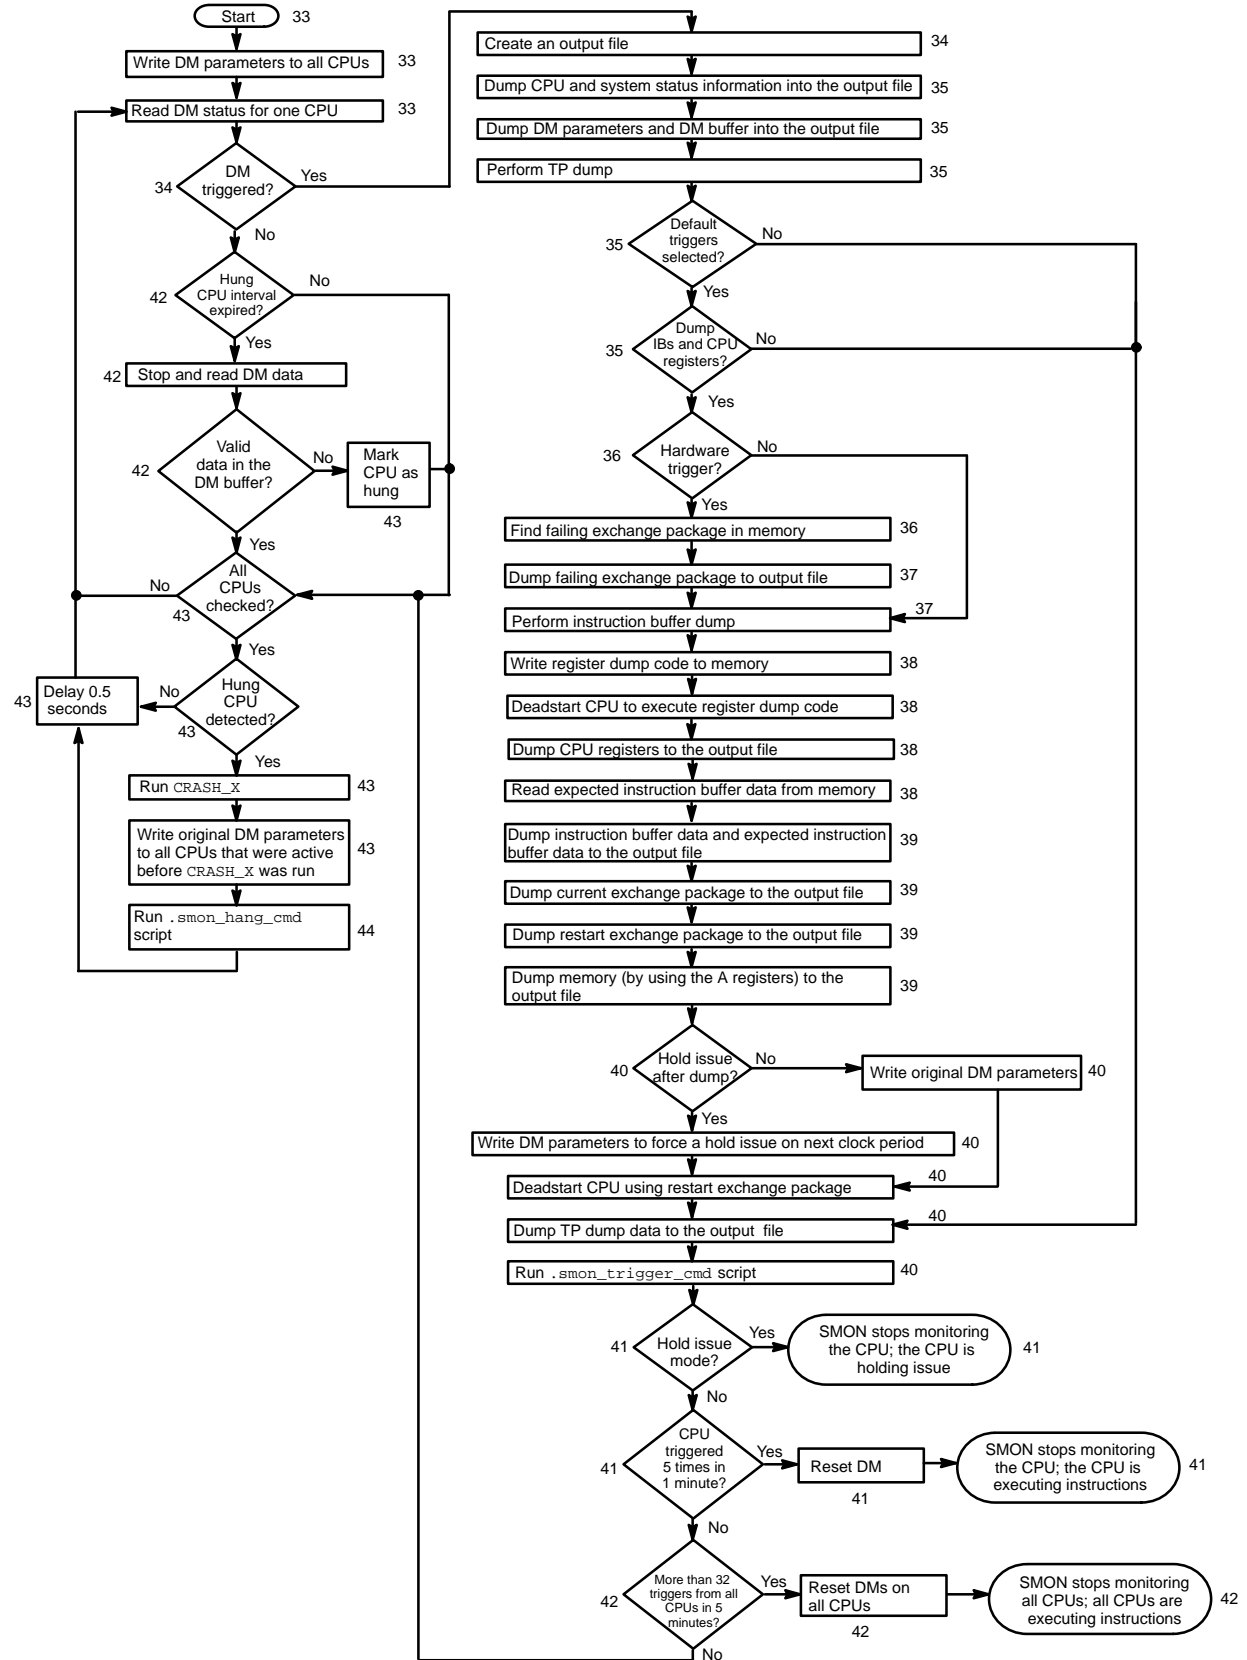 Start
33
Write DM parameters to all CPUs
33
Read DM status for one CPU
33
DM
triggered?
34
Yes
No
Hung
CPU interval
expired?
42
No
Yes
42
Stop and read DM data
Valid
data in the
DM buffer?
42
No
Mark
CPU as
hung
43
Yes
All
CPUs
checked?
No
43
Yes
Hung
CPU
detected?
No
43
Delay 0.5
seconds
43
Yes
Run CRASH_X
43
Write original DM parameters
to all CPUs that were active
before CRASH_X was run
43
Run .smon_hang_cmd
script
44
Create an output file
34
Dump CPU and system status information into the output file
35
Dump DM parameters and DM buffer into the output file
35
Perform TP dump
35
Default
triggers
selected?
35
No
Yes
Dump
IBs and CPU
registers?
35
No
Yes
Hardware
trigger?
36
No
Yes
Find failing exchange package in memory
36
Dump failing exchange package to output file
37
Perform instruction buffer dump
37
Write register dump code to memory
38
Deadstart CPU to execute register dump code
38
Dump CPU registers to the output file
38
Read expected instruction buffer data from memory
38
Dump instruction buffer data and expected instruction
buffer data to the output file
39
Dump current exchange package to the output file
39
Dump restart exchange package to the output file
39
Dump memory (by using the A registers) to the
output file
39
Hold issue
after dump?
40
No
Write original DM parameters
40
Yes
Write DM parameters to force a hold issue on next clock period
40
Deadstart CPU using restart exchange package
40
Dump TP dump data to the output file
40
Run .smon_trigger_cmd script
40
Hold issue
mode?
41
Yes
SMON stops monitoring
the CPU; the CPU is
holding issue
41
No
CPU
triggered
5 times in
1 minute?
41
Yes
Reset DM
41
SMON stops monitoring
the CPU; the CPU is
executing instructions
41
No
More than 32
triggers from all
CPUs in 5
minutes?
42
Yes
Reset DMs on
all CPUs
42
SMON stops monitoring
all CPUs; all CPUs are
executing instructions
42
No